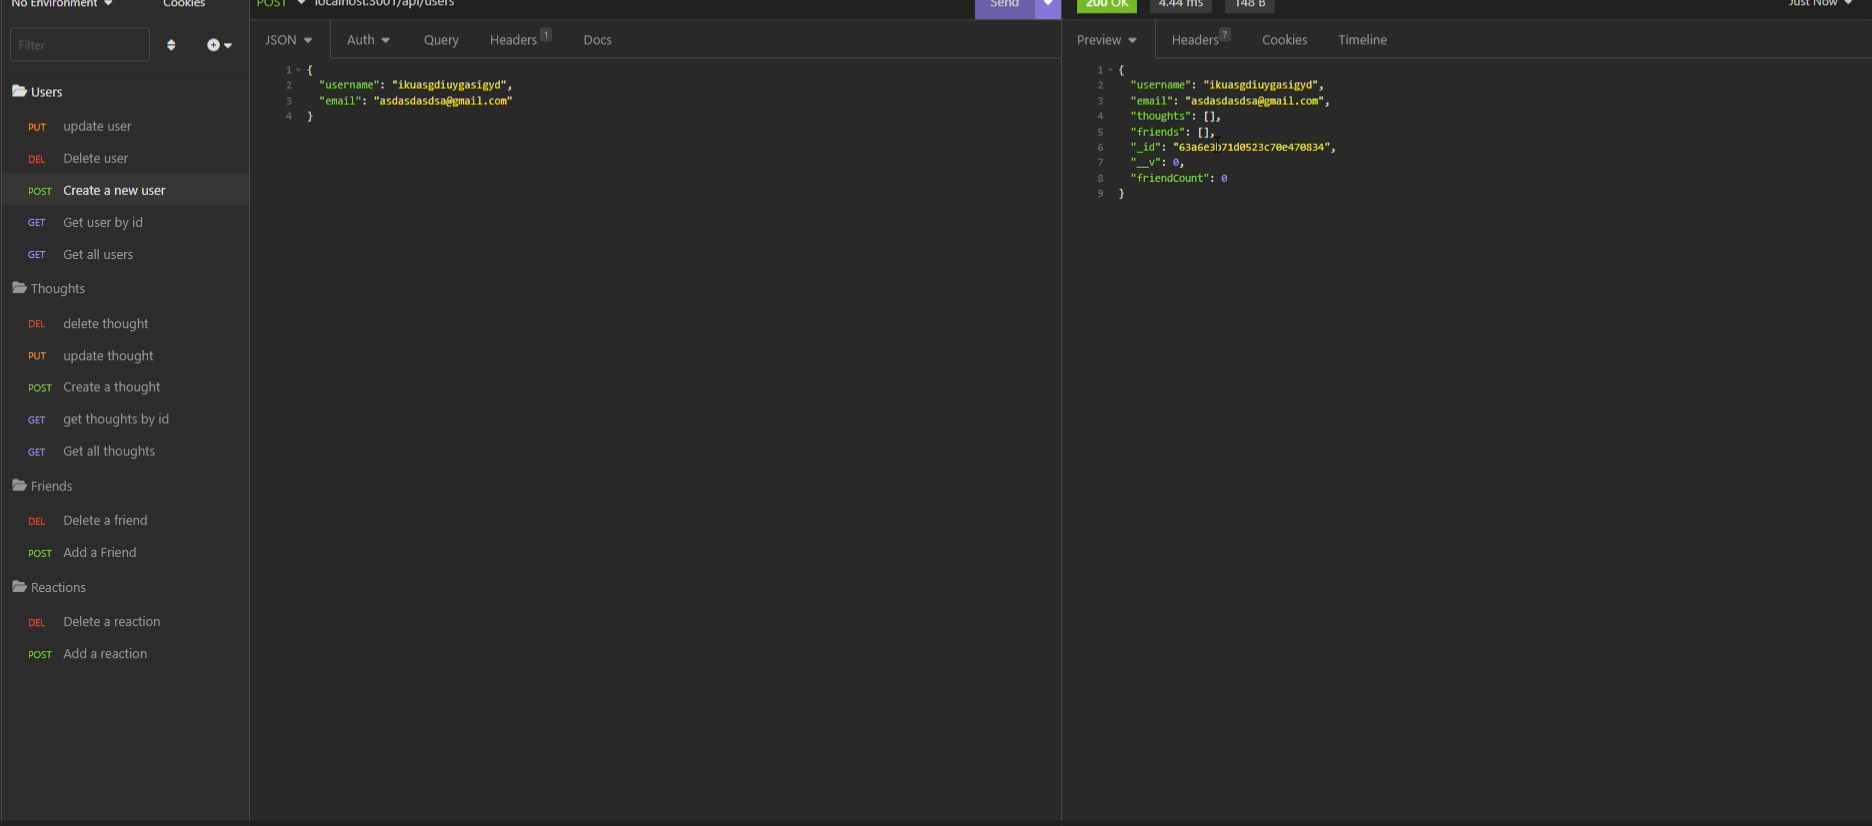 No Environment
Cookies
Filter
Users
PUT update user
DEL Delete user
POST Create a new user
GET Get user by id
GET Get all users
Thoughts
DEL delete thought
PUT update thought
POST Create a thought
GET get thoughts by id
GET Get all thoughts
Friends
DEL Delete a friend
POST Add a Friend
Reactions
DEL Delete a reaction
POST Add a reaction
POST localhost:3001/api/users Send
JSON Auth Query Headers 1 Docs
1 {
2 "username": "ikuasgdiuygasigyd",
3 "email": "asdasdasdsa@gmail.com"
4 }
200 OK 4.44 ms 148 B Just Now
Preview Headers 7 Cookies Timeline
1 {
2 "username": "ikuasgdiuygasigyd",
3 "email": "asdasdasdsa@gmail.com",
4 "thoughts": [],
5 "friends": [],
6 "_id": "63a6e3b71d0523c70e470834",
7 "__v": 0,
8 "friendCount": 0
9 }